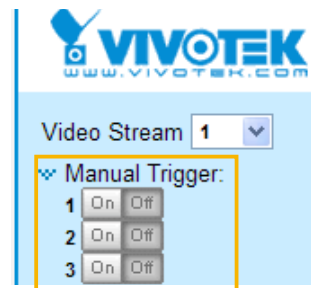 VIVOTEK
www.vivotek.com
Video Stream 1
Manual Trigger:
1 On Off
2 On Off
3 On Off